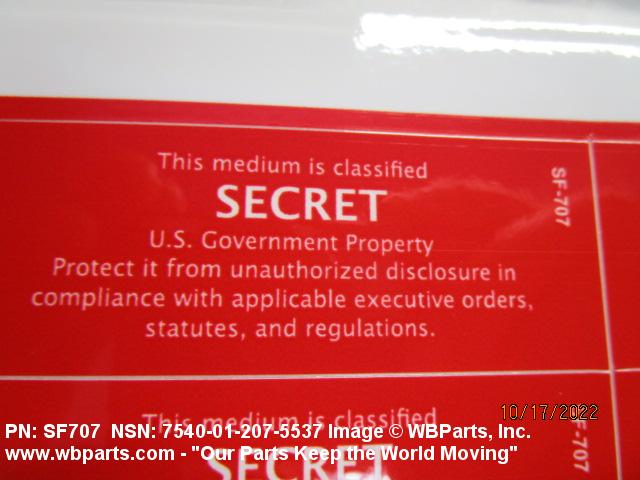 This medium is classified
SECRET
U.S. Government Property
Protect it from unauthorized disclosure in
compliance with applicable executive orders,
statutes, and regulations.
SF-707
This medium is classified
SECRET
SF-707
10/17/2022
PN: SF707 NSN: 7540-01-207-5537 Image © WBParts, Inc.
www.wbparts.com - "Our Parts Keep the World Moving"